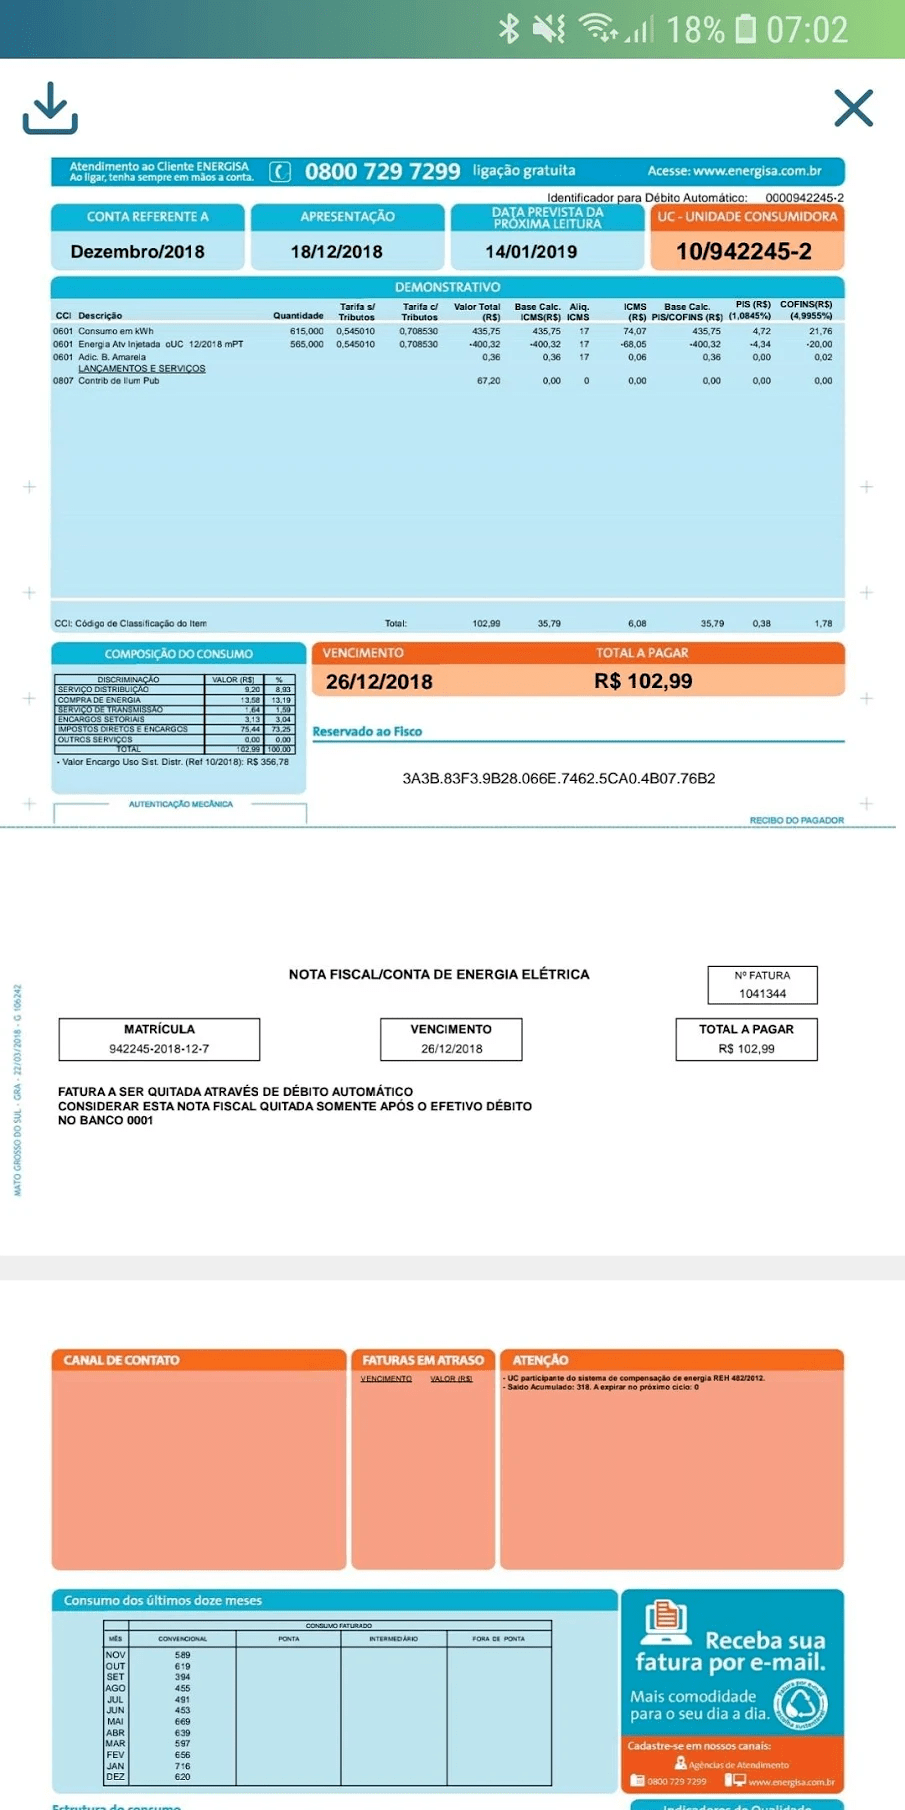 18% 07:02
Atendimento ao Cliente ENERGISA
Ao ligar, tenha sempre em mãos a conta.
0800 729 7299 ligação gratuita
Acesse: www.energisa.com.br
Identificador para Débito Automático: 0000942245-2
CONTA REFERENTE A
Dezembro/2018
APRESENTAÇÃO
18/12/2018
DATA PREVISTA DA
PRÓXIMA LEITURA
14/01/2019
UC - UNIDADE CONSUMIDORA
10/942245-2
DEMONSTRATIVO
CCI Descrição Quantidade Tarifa s/ Tributos Tarifa c/ Tributos Valor Total (R$) Base Calc. ICMS(R$) Aliq. ICMS ICMS (R$) Base Calc. PIS/COFINS (R$) PIS (R$) (1,0845%) COFINS(R$) (4,9955%)
0601 Consumo em kWh 615,000 0,545010 0,708530 435,75 435,75 17 74,07 435,75 4,72 21,76
0601 Energia Atv Injetada oUC 12/2018 mPT 565,000 0,545010 0,708530 -400,32 -400,32 17 -68,05 -400,32 -4,34 -20,00
0601 Adic. B. Amarela 0,36 0,36 17 0,06 0,36 0,00 0,02
LANÇAMENTOS E SERVIÇOS
0807 Contrib de Ilum Pub 67,20 0,00 0 0,00 0,00 0,00 0,00
CCI: Código de Classificação do Item Total: 102,99 35,79 6,08 35,79 0,38 1,78
COMPOSIÇÃO DO CONSUMO
DISCRIMINAÇÃO VALOR (R$) %
SERVIÇO DISTRIBUIÇÃO 9,20 8,93
COMPRA DE ENERGIA 13,58 13,19
SERVIÇO DE TRANSMISSÃO 1,64 1,59
ENCARGOS SETORIAIS 3,13 3,04
IMPOSTOS DIRETOS E ENCARGOS 75,44 73,25
OUTROS SERVIÇOS 0,00 0,00
TOTAL 102,99 100,00
- Valor Encargo Uso Sist. Distr. (Ref 10/2018): R$ 356,78
VENCIMENTO
26/12/2018
TOTAL A PAGAR
R$ 102,99
Reservado ao Fisco
3A3B.83F3.9B28.066E.7462.5CA0.4B07.76B2
AUTENTICAÇÃO MECÂNICA
RECIBO DO PAGADOR
MATO GROSSO DO SUL - GRA - 22/03/2018 - G 106242
NOTA FISCAL/CONTA DE ENERGIA ELÉTRICA
Nº FATURA
1041344
MATRÍCULA
942245-2018-12-7
VENCIMENTO
26/12/2018
TOTAL A PAGAR
R$ 102,99
FATURA A SER QUITADA ATRAVÉS DE DÉBITO AUTOMÁTICO
CONSIDERAR ESTA NOTA FISCAL QUITADA SOMENTE APÓS O EFETIVO DÉBITO
NO BANCO 0001
CANAL DE CONTATO
FATURAS EM ATRASO
VENCIMENTO VALOR (R$)
ATENÇÃO
- UC participante do sistema de compensação de energia REH 482/2012.
- Saldo Acumulado: 318. A expirar no próximo ciclo: 0
Consumo dos últimos doze meses
CONSUMO FATURADO
MÊS CONVENCIONAL PONTA INTERMEDIÁRIO FORA DE PONTA
NOV 589
OUT 619
SET 394
AGO 455
JUL 491
JUN 453
MAI 669
ABR 639
MAR 597
FEV 656
JAN 716
DEZ 620
Receba sua
fatura por e-mail.
Mais comodidade
para o seu dia a dia.
Cadastre-se em nossos canais:
Agências de Atendimento
0800 729 7299 www.energisa.com.br
Estrutura do consumo
Indicadores de Qualidade